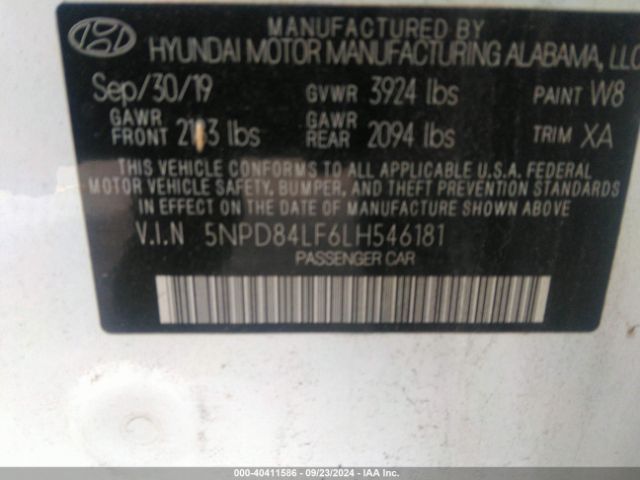 MANUFACTURED BY
HYUNDAI MOTOR MANUFACTURING ALABAMA, LLC
Sep/30/19 GVWR 3924 lbs PAINT W8
GAWR FRONT lbs GAWR REAR 2094 lbs TRIM XA
THIS VEHICLE CONFORMS TO ALL APPLICABLE U.S.A. FEDERAL
MOTOR VEHICLE SAFETY, BUMPER, AND THEFT PREVENTION STANDARDS
IN EFFECT ON THE DATE OF MANUFACTURE SHOWN ABOVE.
V.I.N 5NPD84LF6LH546181
PASSENGER CAR
000-40411586 - 09/23/2024 - IAA Inc.